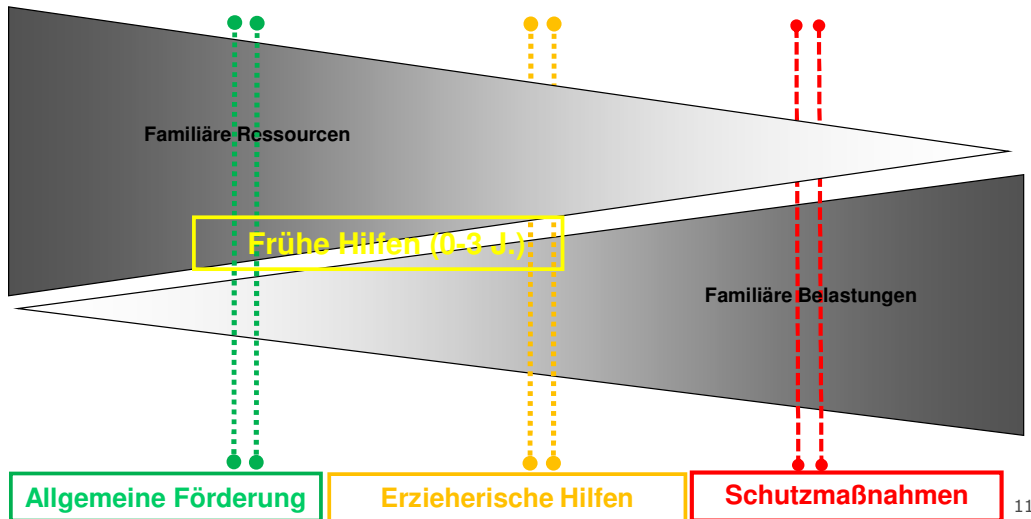 Familiäre Ressourcen
Frühe Hilfen (0-3 J.)
Familiäre Belastungen
Allgemeine Förderung
Erzieherische Hilfen
Schutzmaßnahmen
11